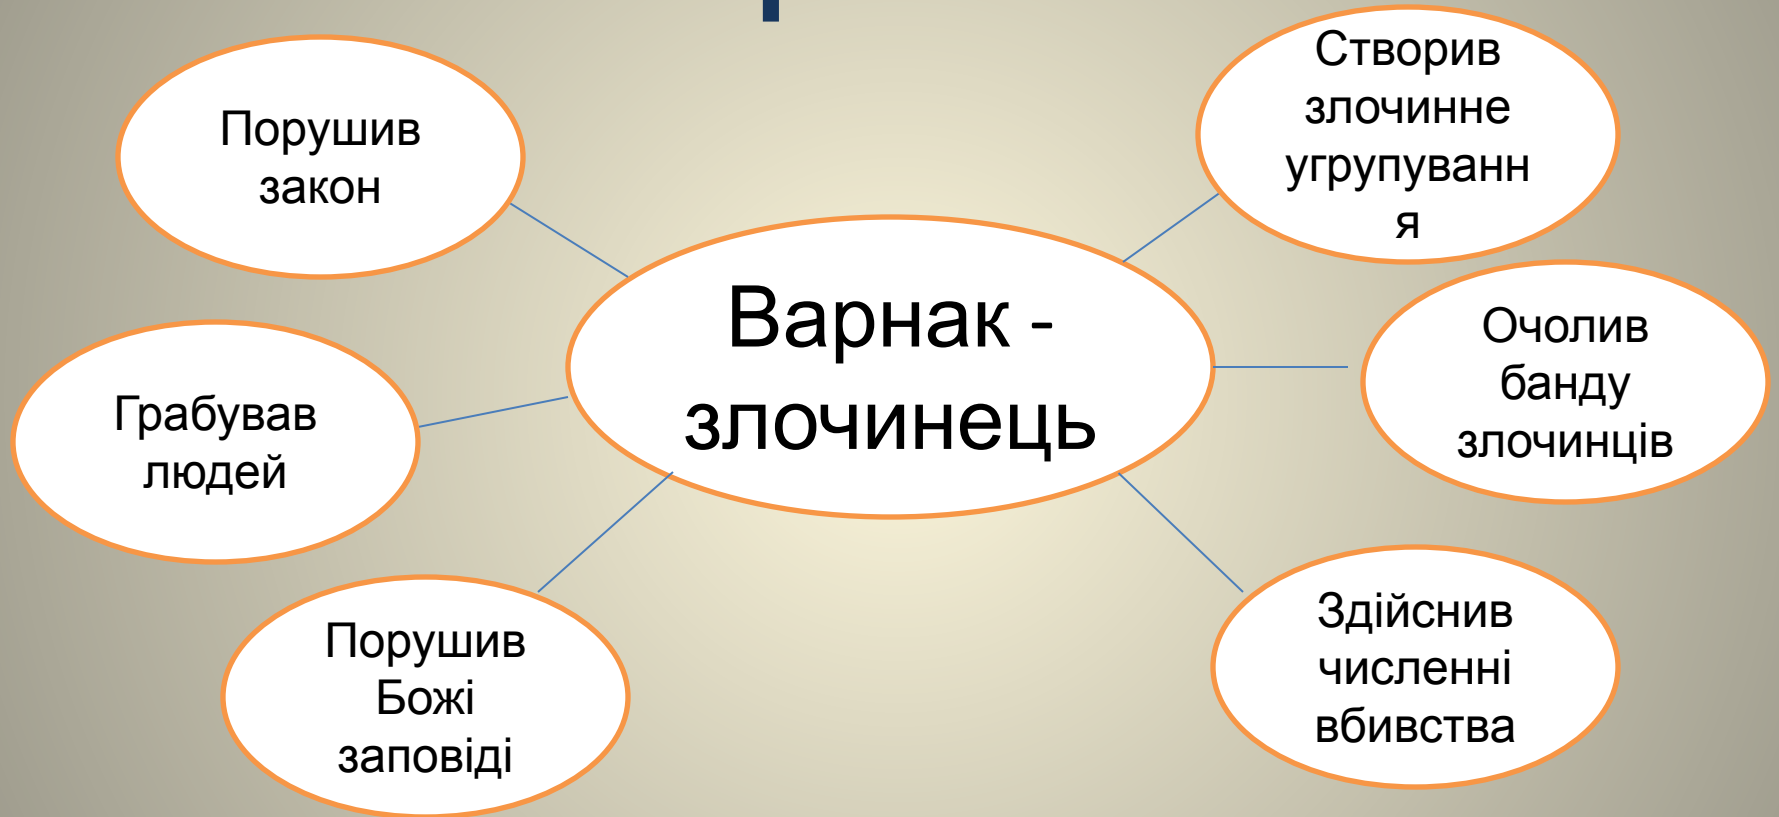 Порушив
закон
Створив
злочинне
угрупуванн
я
Варнак -
злочинець
Грабував
людей
Очолив
банду
злочинців
Порушив
Божі
заповіді
Здійснив
численні
вбивства